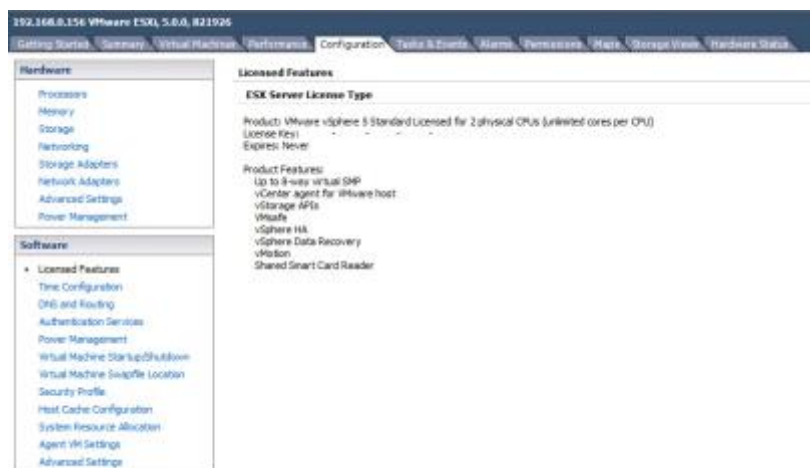 192.168.0.156 VMware ESXi, 5.0.0, 821926
Getting Started Summary Virtual Machines Performance Configuration Tasks & Events Alarms Permissions Maps Storage Views Hardware Status
Hardware
Processors
Memory
Storage
Networking
Storage Adapters
Network Adapters
Advanced Settings
Power Management
Software
Licensed Features
Time Configuration
DNS and Routing
Authentication Services
Power Management
Virtual Machine Startup/Shutdown
Virtual Machine Swapfile Location
Security Profile
Host Cache Configuration
System Resource Allocation
Agent VM Settings
Advanced Settings
Licensed Features
ESX Server License Type
Product: VMware vSphere 5 Standard Licensed for 2 physical CPUs (unlimited cores per CPU)
License Key:
Expires: Never
Product Features:
Up to 8-way virtual SMP
vCenter agent for VMware host
vStorage APIs
VMsafe
vSphere HA
vSphere Data Recovery
vMotion
Shared Smart Card Reader